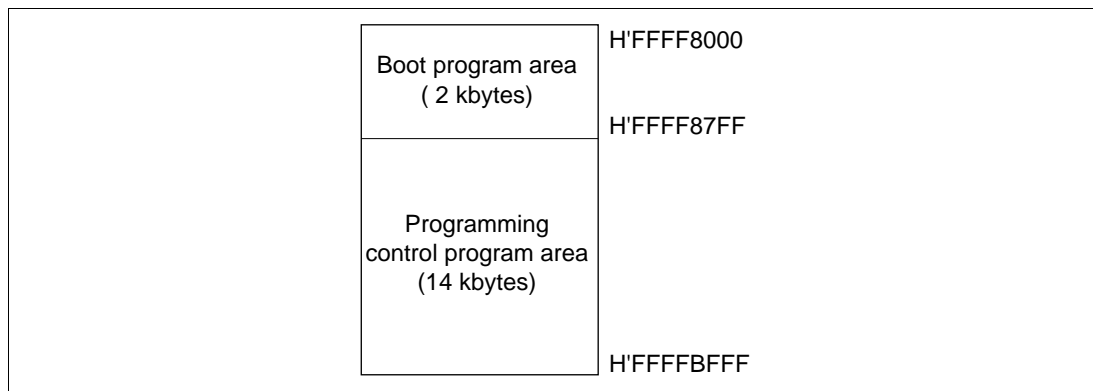 H'FFFF8000
Boot program area
( 2 kbytes)
H'FFFF87FF
Programming
control program area
(14 kbytes)
H'FFFFBFFF